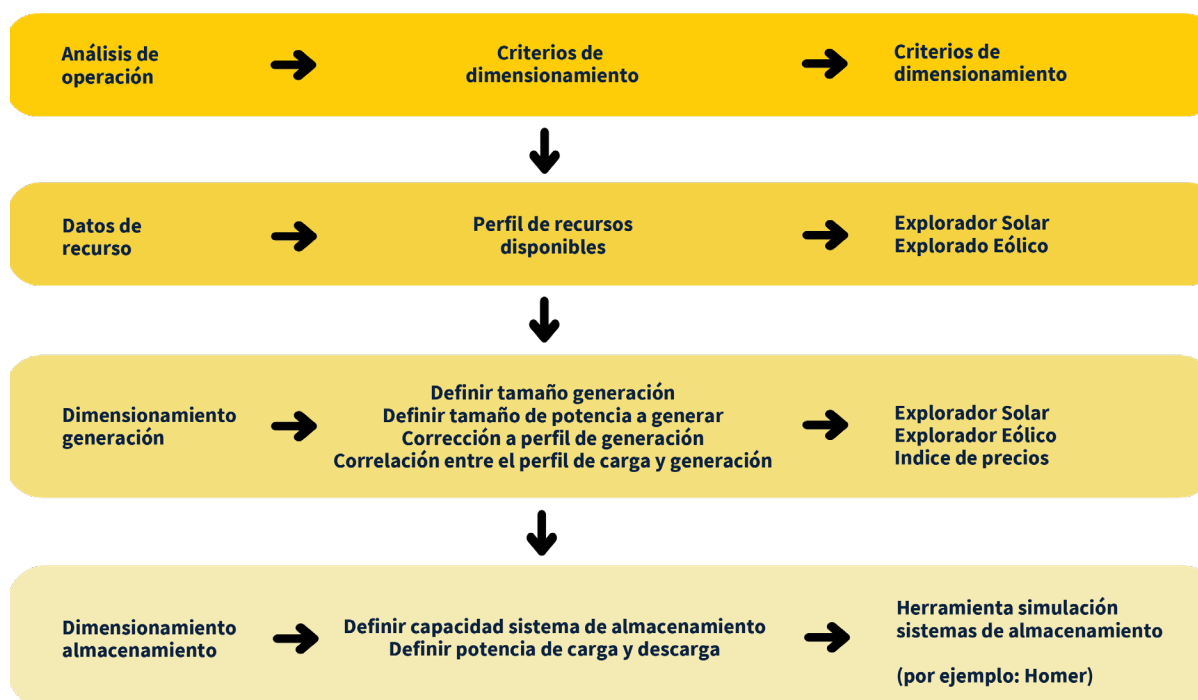 Análisis de
operación
Criterios de
dimensionamiento
Criterios de
dimensionamiento
Datos de
recurso
Perfil de recursos
disponibles
Explorador Solar
Explorado Eólico
Dimensionamiento
generación
Definir tamaño generación
Definir tamaño de potencia a generar
Corrección a perfil de generación
Correlación entre el perfil de carga y generación
Explorador Solar
Explorador Eólico
Indice de precios
Dimensionamiento
almacenamiento
Definir capacidad sistema de almacenamiento
Definir potencia de carga y descarga
Herramienta simulación
sistemas de almacenamiento
(por ejemplo: Homer)